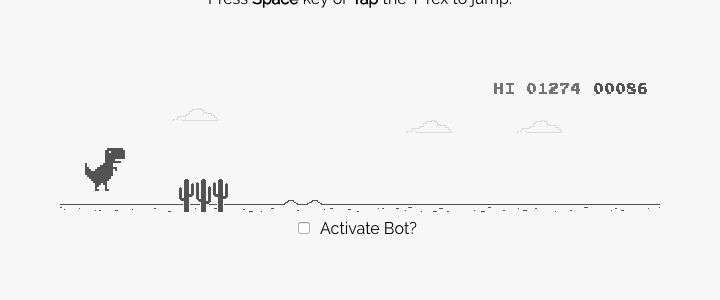 Press Space key or Tap the T-rex to jump.
HI 01274 00086
Activate Bot?